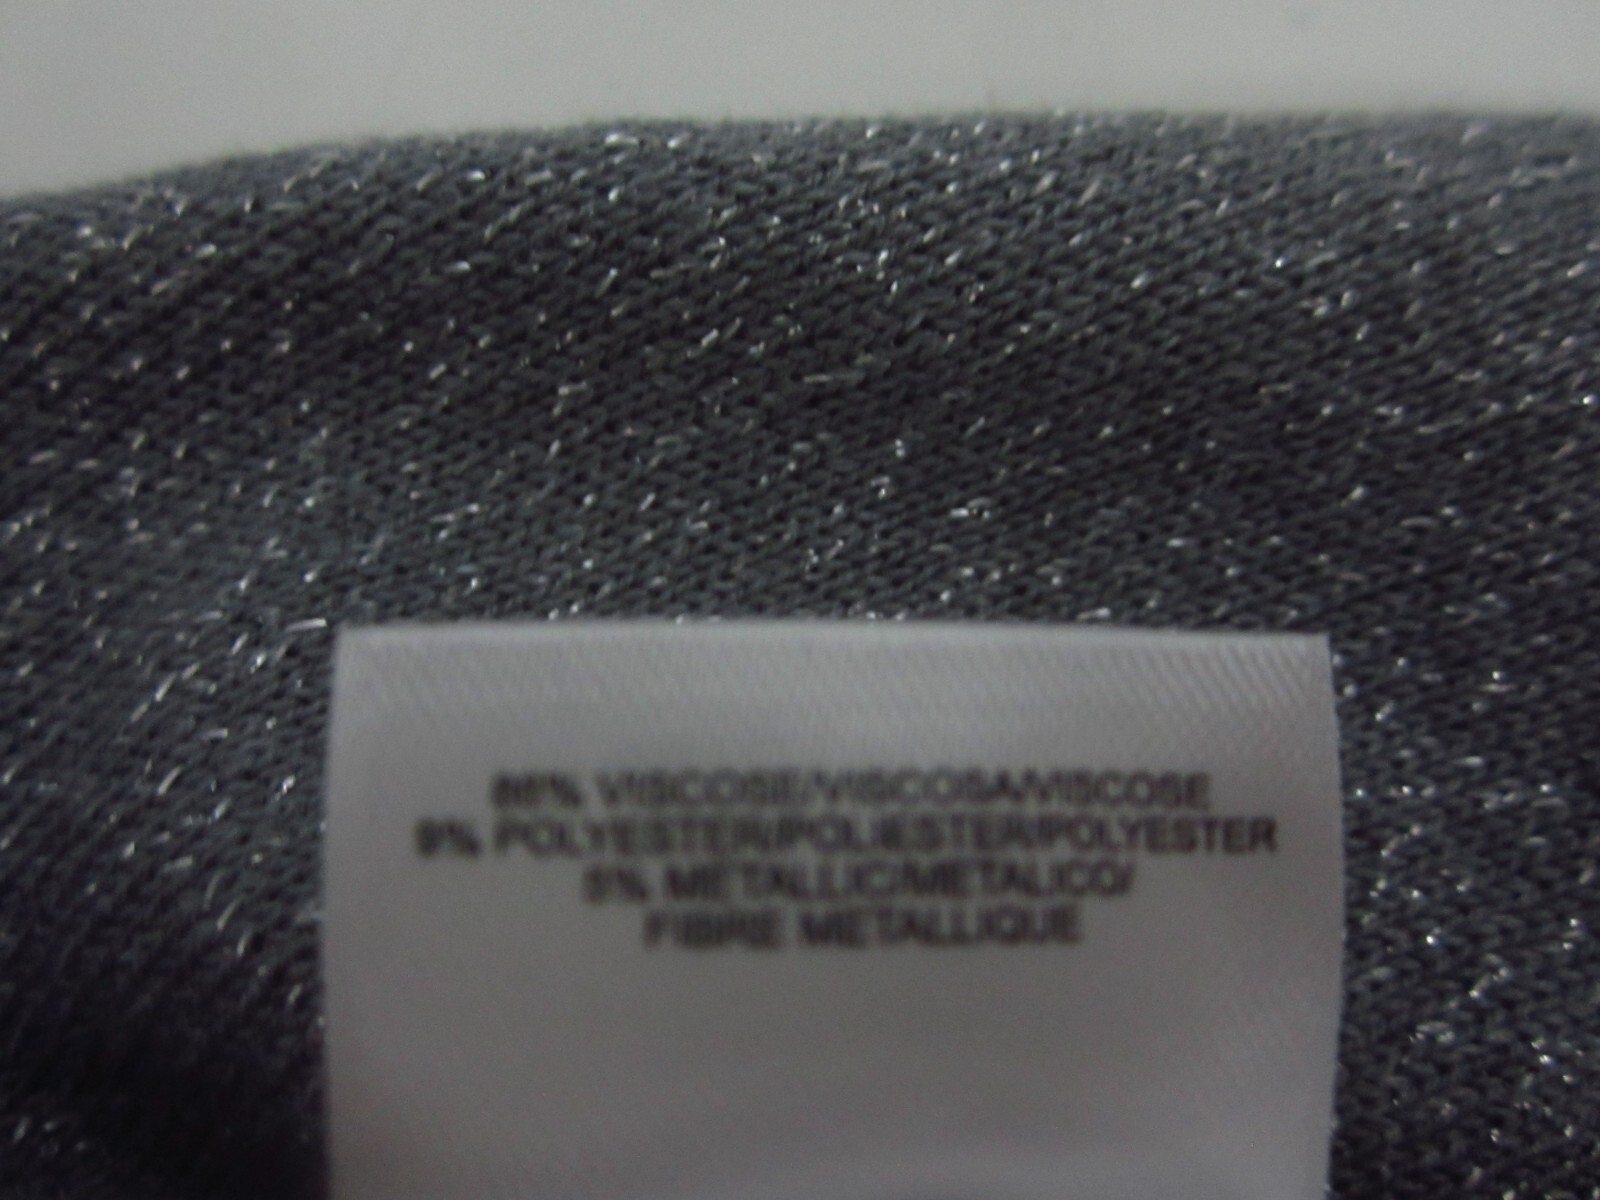 86% VISCOSE/VISCOSA/VISCOSE
9% POLYESTER/POLIESTER/POLYESTER
5% METALLIC/METALICO/
FIBRE METALLIQUE